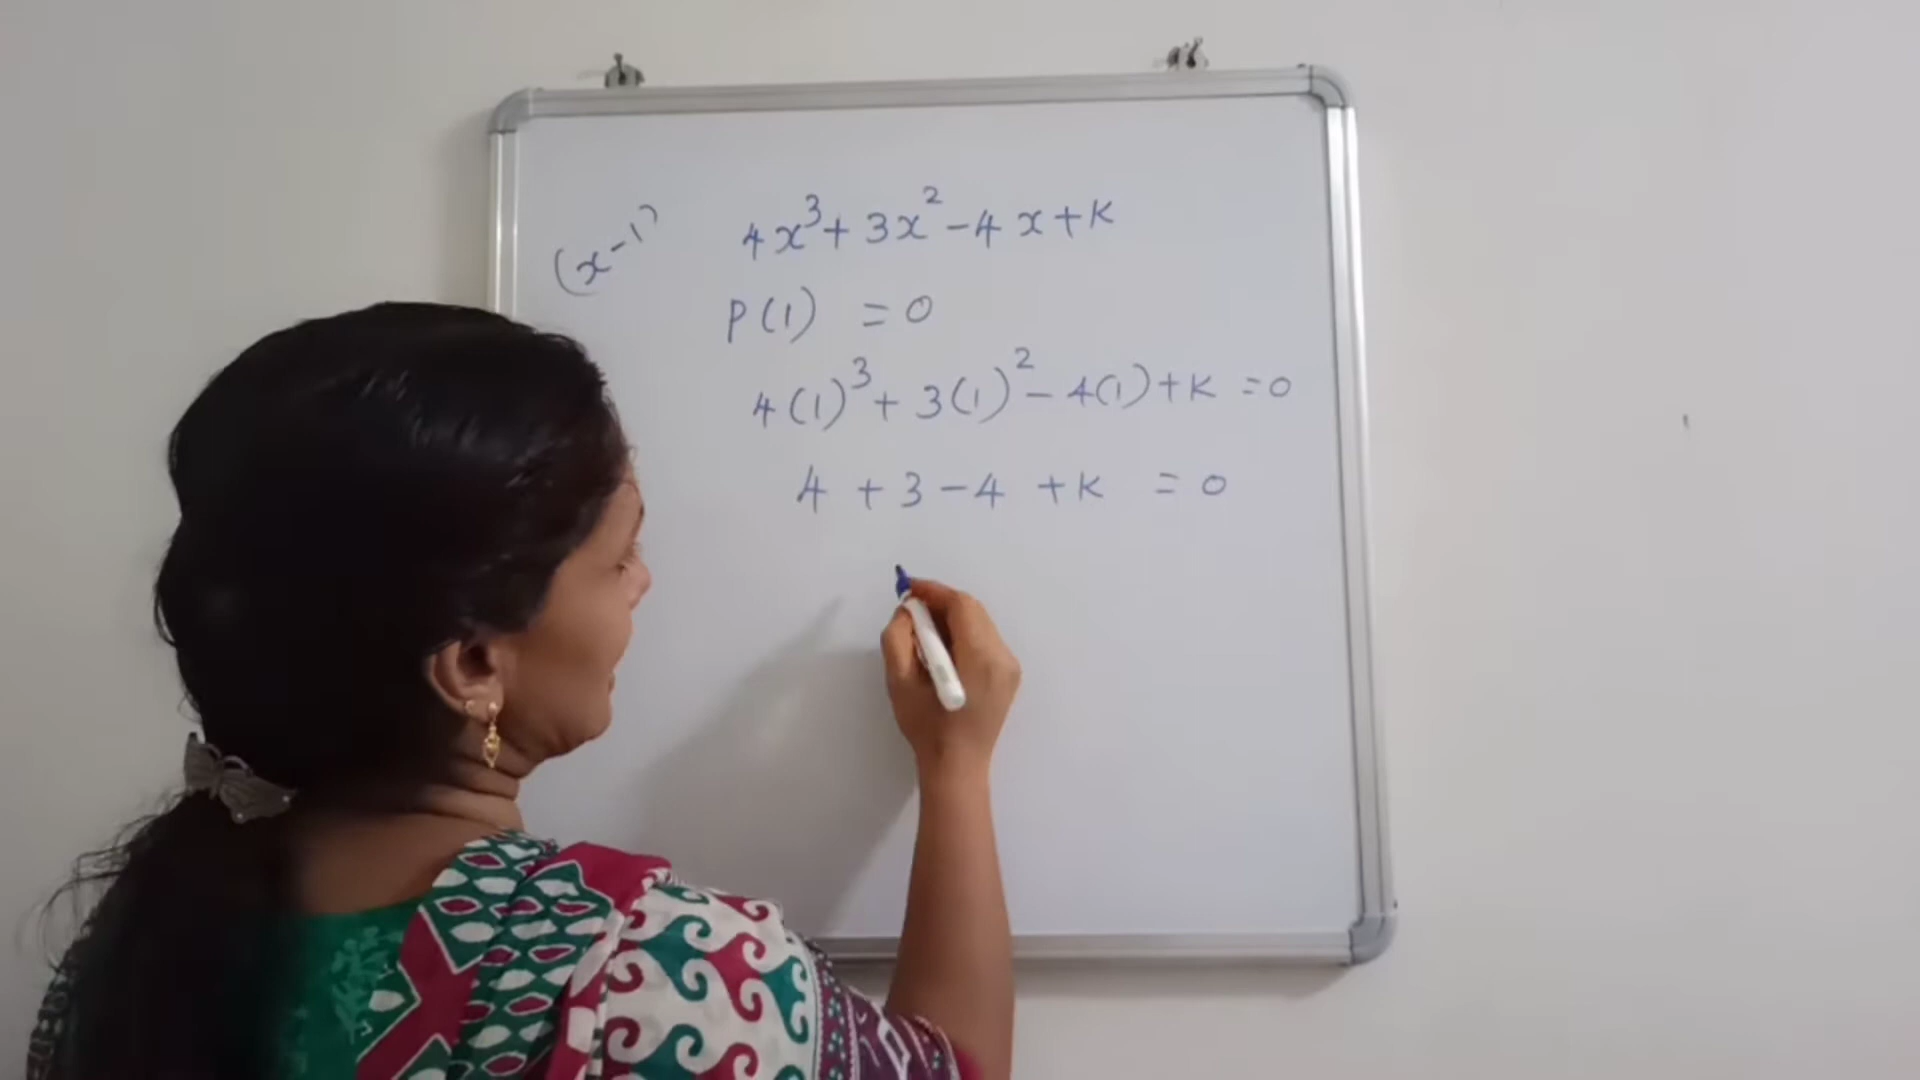 (x-1)
4x³+3x²-4x+k
P(1) =0
4(1)³+3(1)²-4(1)+k =0
4 +3-4 +k =0